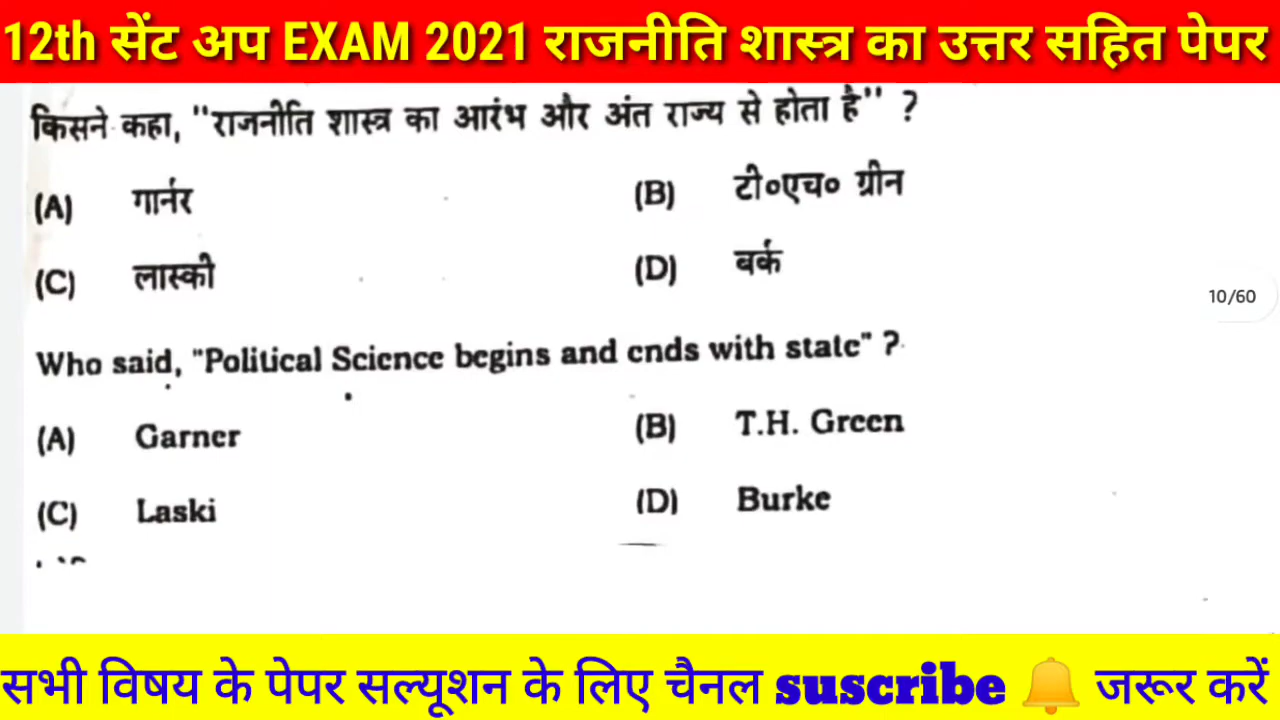 12th सेंट अप EXAM 2021 राजनीति शास्त्र का उत्तर सहित पेपर
किसने कहा, "राजनीति शास्त्र का आरंभ और अंत राज्य से होता है" ?
(A) गार्नर (B) टी०एच० ग्रीन
(C) लास्की (D) बर्क
10/60
Who said, "Political Science begins and ends with state" ?
(A) Garner (B) T.H. Green
(C) Laski (D) Burke
सभी विषय के पेपर सल्यूशन के लिए चैनल suscribe 🔔 जरूर करें